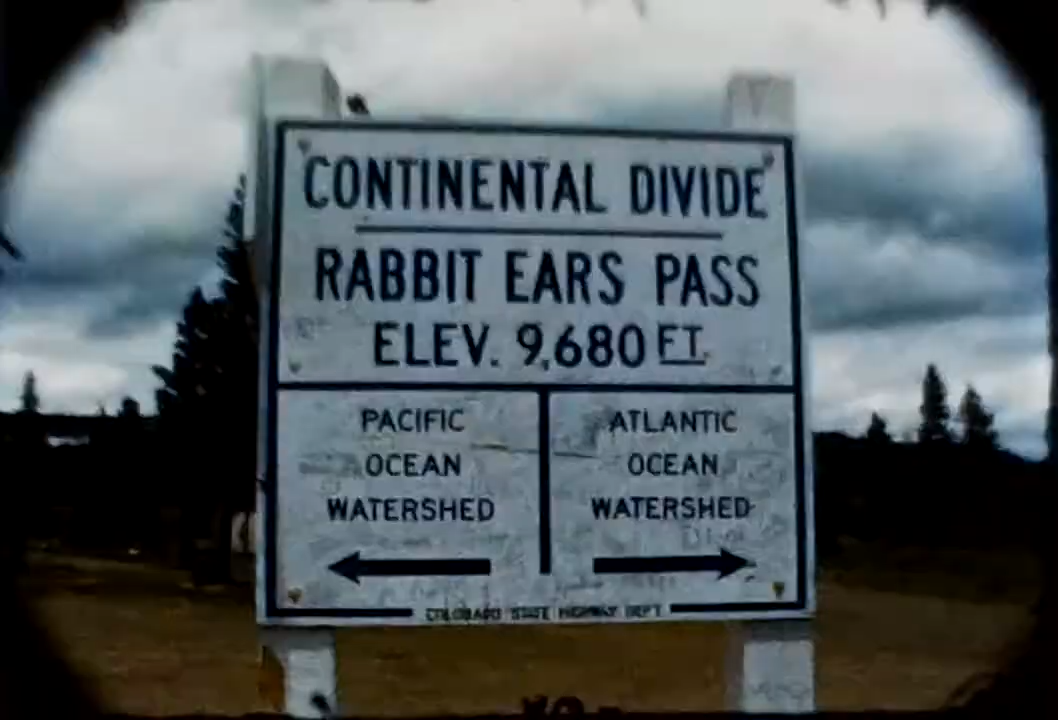 CONTINENTAL DIVIDE
RABBIT EARS PASS
ELEV. 9,680 FT.
PACIFIC
OCEAN
WATERSHED
ATLANTIC
OCEAN
WATERSHED
COLORADO STATE HIGHWAY DEPT